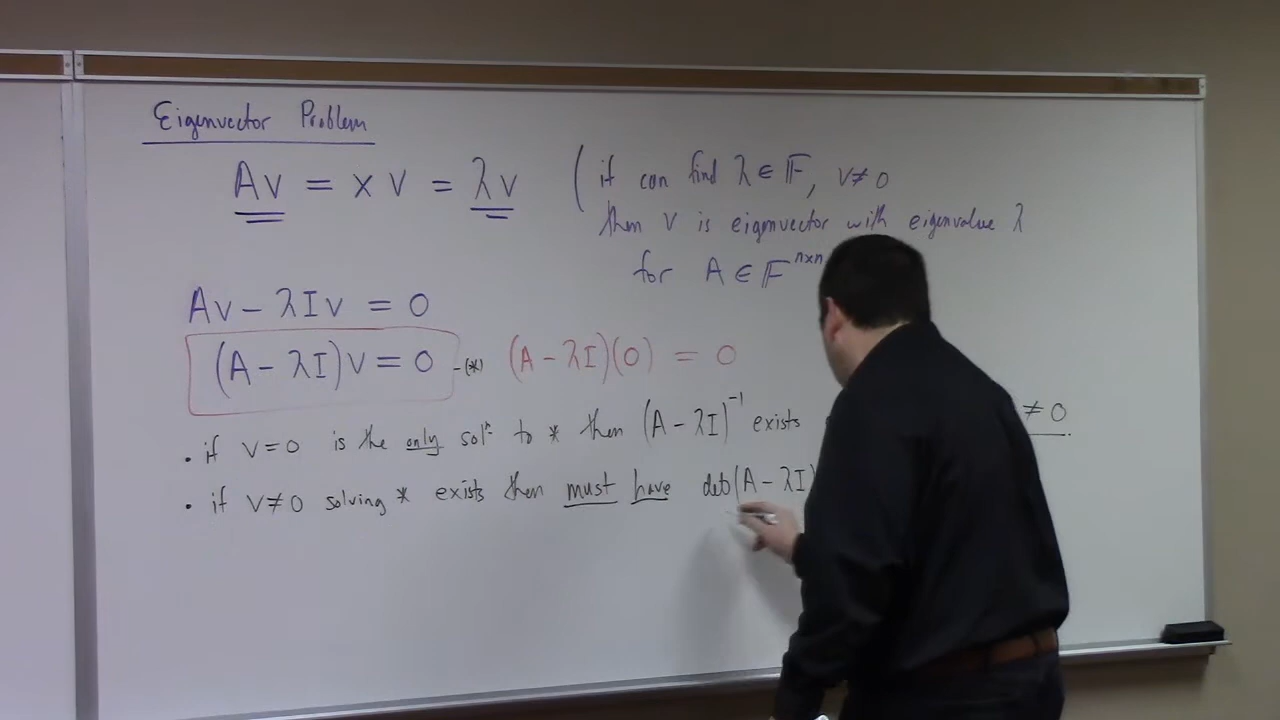 Eigenvector Problem
Av = x v = λv
( if can find λ ∈ F, v≠0
then v is eigenvector with eigenvalue λ
for A ∈ F^{n×n}
Av - λIv = 0
(A - λI)v = 0 -(*) (A - λI)(0) = 0
• if v=0 is the only sol^n to * then (A - λI)^{-1} exists ≠ 0
• if v≠0 solving * exists then must have det(A - λI)